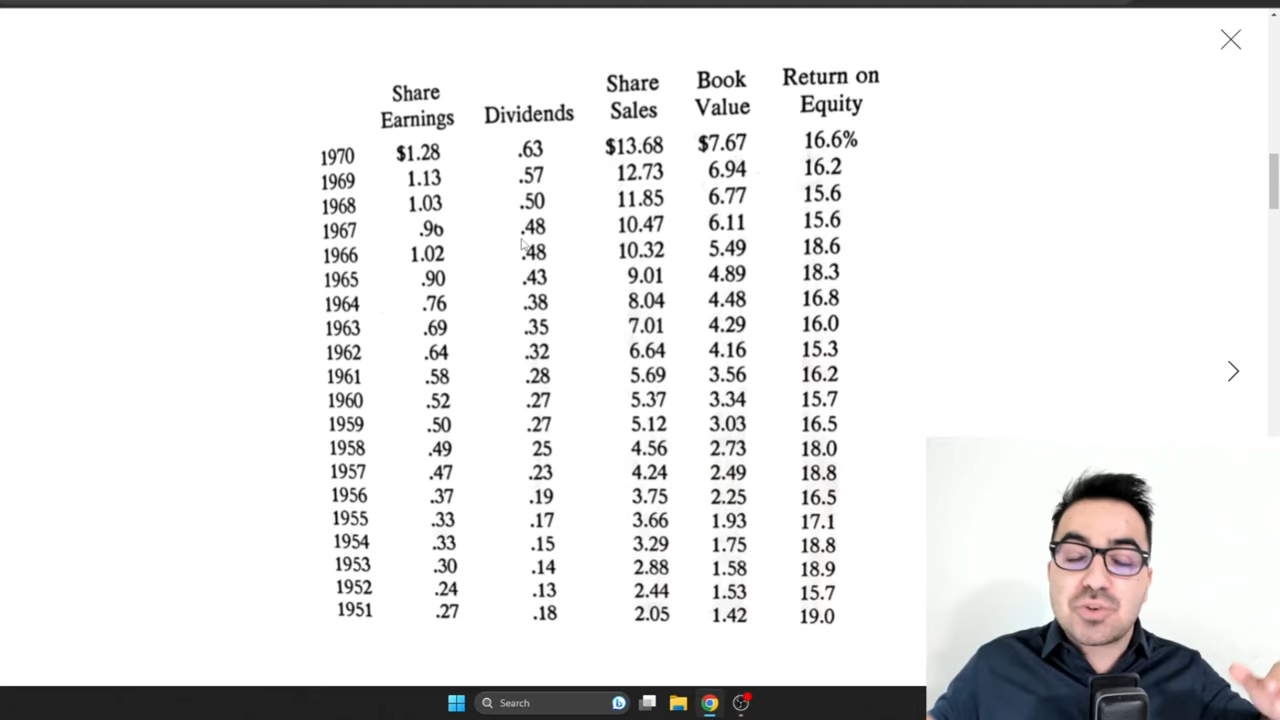 Share Earnings Dividends Share Sales Book Value Return on Equity
1970 $1.28 .63 $13.68 $7.67 16.6%
1969 1.13 .57 12.73 6.94 16.2
1968 1.03 .50 11.85 6.77 15.6
1967 .96 .48 10.47 6.11 15.6
1966 1.02 .48 10.32 5.49 18.6
1965 .90 .43 9.01 4.89 18.3
1964 .76 .38 8.04 4.48 16.8
1963 .69 .35 7.01 4.29 16.0
1962 .64 .32 6.64 4.16 15.3
1961 .58 .28 5.69 3.56 16.2
1960 .52 .27 5.37 3.34 15.7
1959 .50 .27 5.12 3.03 16.5
1958 .49 25 4.56 2.73 18.0
1957 .47 .23 4.24 2.49 18.8
1956 .37 .19 3.75 2.25 16.5
1955 .33 .17 3.66 1.93 17.1
1954 .33 .15 3.29 1.75 18.8
1953 .30 .14 2.88 1.58 18.9
1952 .24 .13 2.44 1.53 15.7
1951 .27 .18 2.05 1.42 19.0
Search